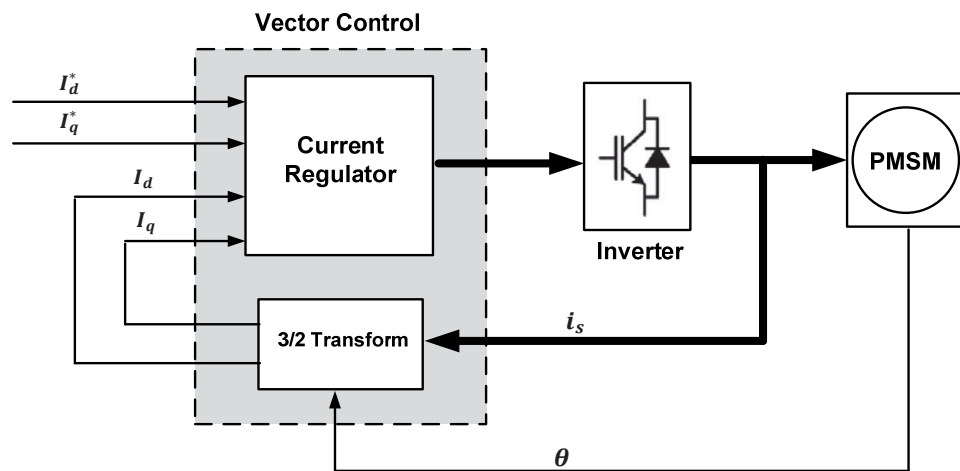 Vector Control
I*d
I*q
Id
Iq
Current
Regulator
Inverter
PMSM
3/2 Transform
is
θ